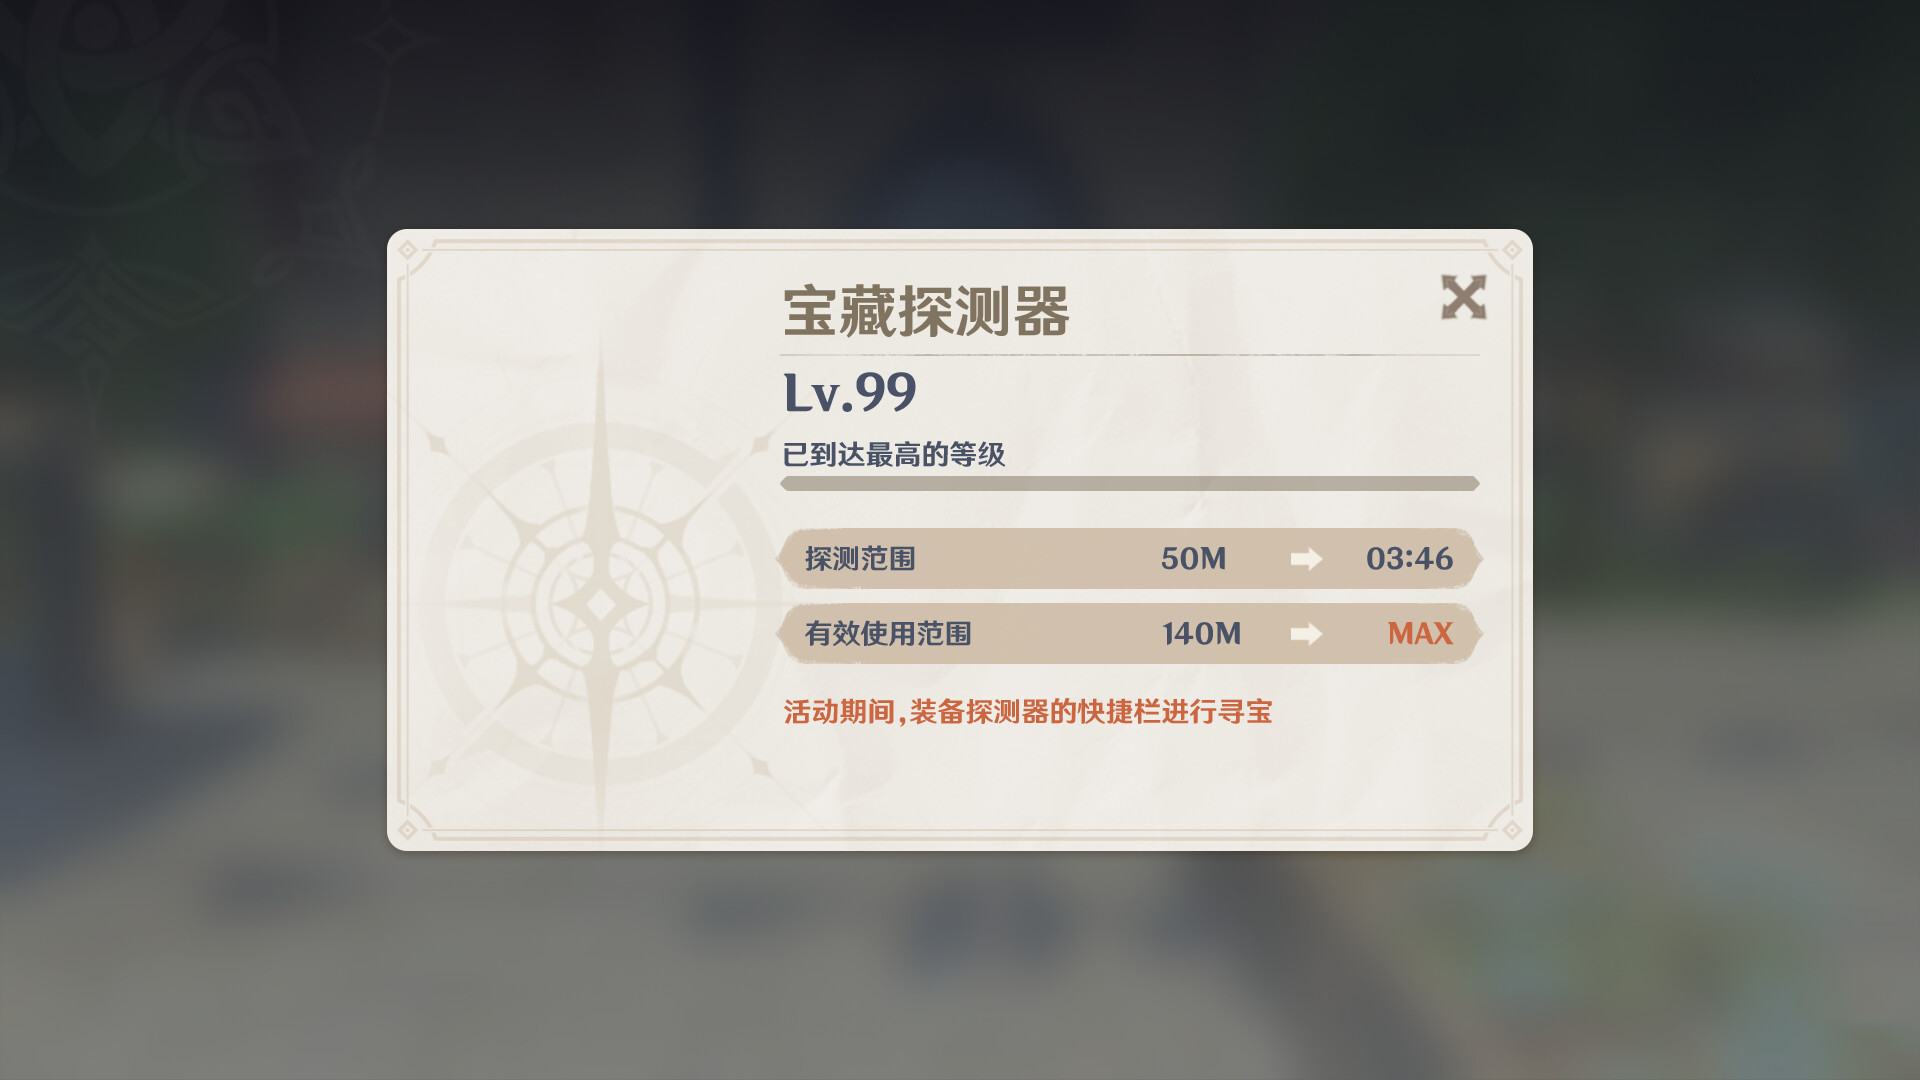 宝藏探测器
Lv.99
已到达最高的等级
探测范围 50M 03:46
有效使用范围 140M MAX
活动期间,装备探测器的快捷栏进行寻宝